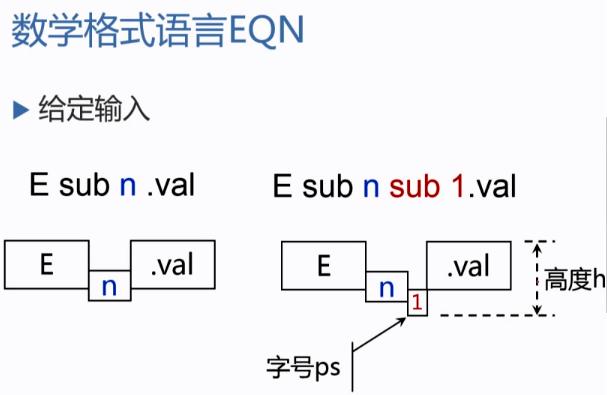 数学格式语言EQN
给定输入
E sub n .val
E sub n sub 1.val
E
n
.val
E
n
1
.val
高度h
字号ps